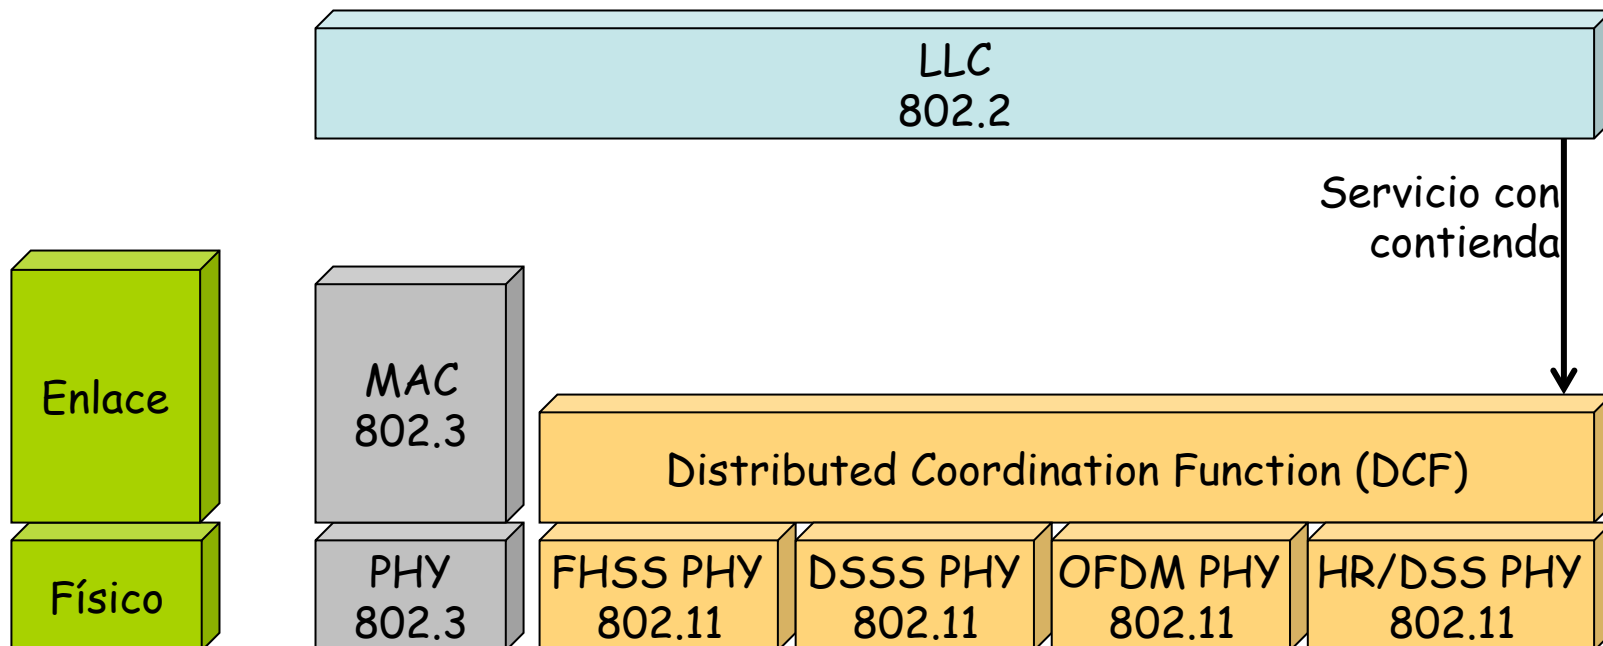 LLC
802.2
Servicio con
contienda
Enlace
MAC
802.3
Distributed Coordination Function (DCF)
Físico
PHY
802.3
FHSS PHY
802.11
DSSS PHY
802.11
OFDM PHY
802.11
HR/DSS PHY
802.11